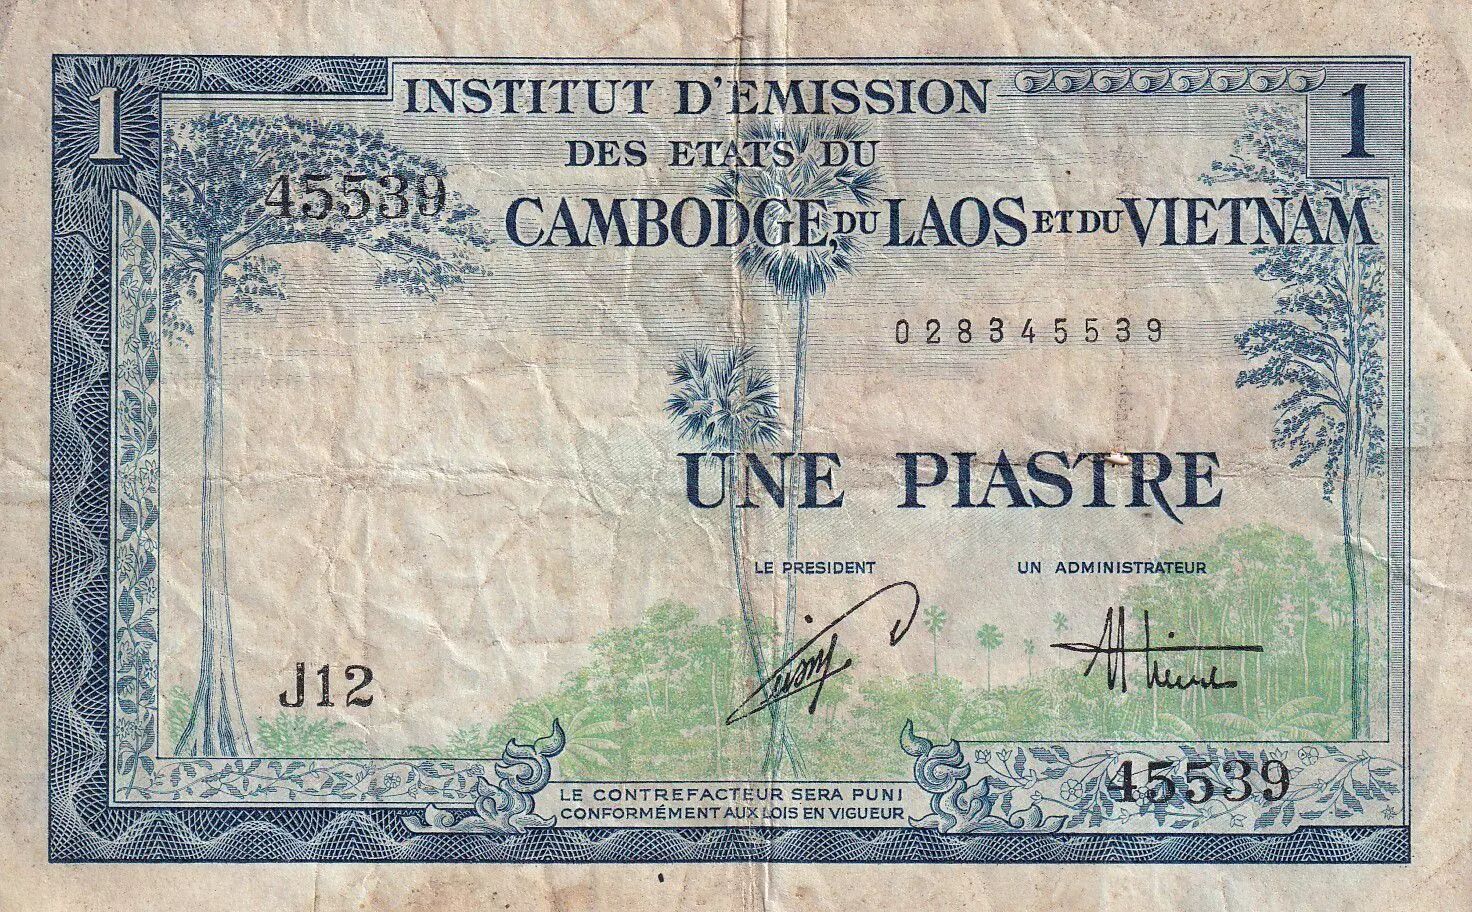 1
INSTITUT D'EMISSION
1
DES ETATS DU
45539
CAMBODGE, DU LAOS ET DU VIETNAM
028345539
UNE PIASTRE
LE PRESIDENT
UN ADMINISTRATEUR
J12
45539
LE CONTREFACTEUR SERA PUNI
CONFORMÉMENT AUX LOIS EN VIGUEUR